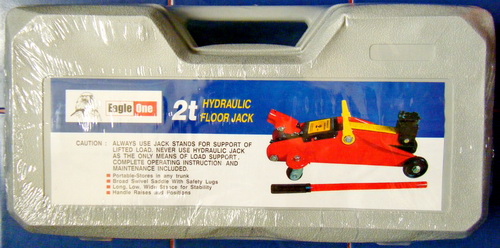 Eagle One
2t HYDRAULIC
FLOOR JACK
CAUTION : ALWAYS USE JACK STANDS FOR SUPPORT OF
LIFTED LOAD. NEVER USE HYDRAULIC JACK
AS THE ONLY MEANS OF LOAD SUPPORT.
COMPLETE OPERATING INSTRUCTION AND
MAINTENANCE INCLUDED.
Portable-Stores in any trunk
Broad Swivel Saddle With Safety Lugs
Long, Low, Wide for Stability
Handle Raises and Positions